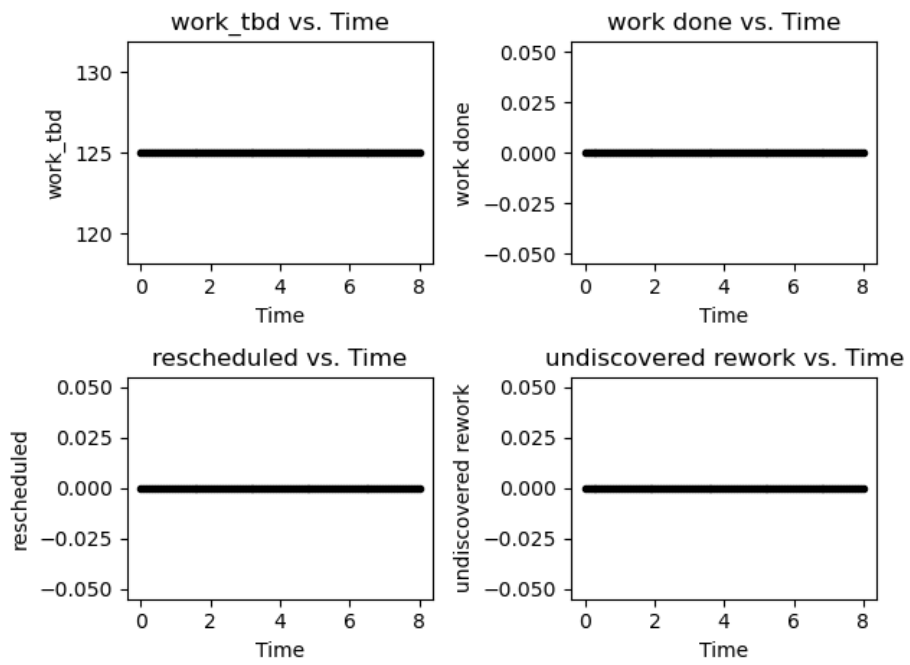 work_tbd vs. Time
130
125
120
work_tbd
0 2 4 6 8
Time
work done vs. Time
0.050
0.025
0.000
−0.025
−0.050
work done
0 2 4 6 8
Time
rescheduled vs. Time
0.050
0.025
0.000
−0.025
−0.050
rescheduled
0 2 4 6 8
Time
undiscovered rework vs. Time
0.050
0.025
0.000
−0.025
−0.050
undiscovered rework
0 2 4 6 8
Time